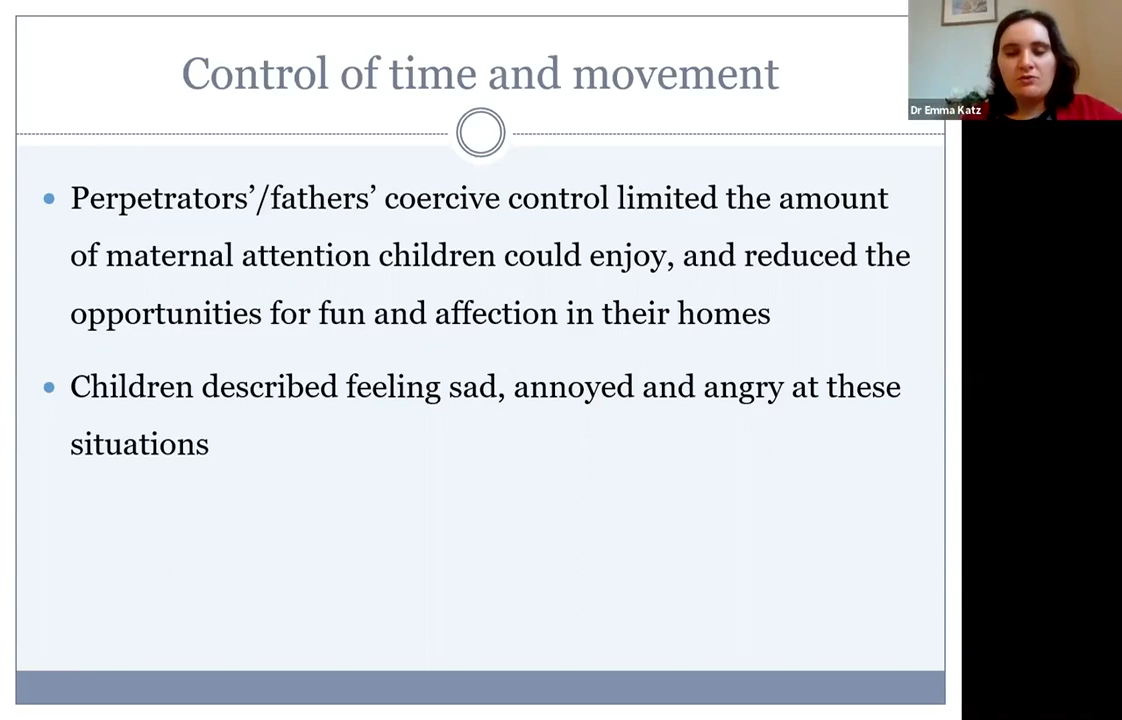 Control of time and movement
Dr Emma Katz
• Perpetrators’/fathers’ coercive control limited the amount
of maternal attention children could enjoy, and reduced the
opportunities for fun and affection in their homes
• Children described feeling sad, annoyed and angry at these
situations